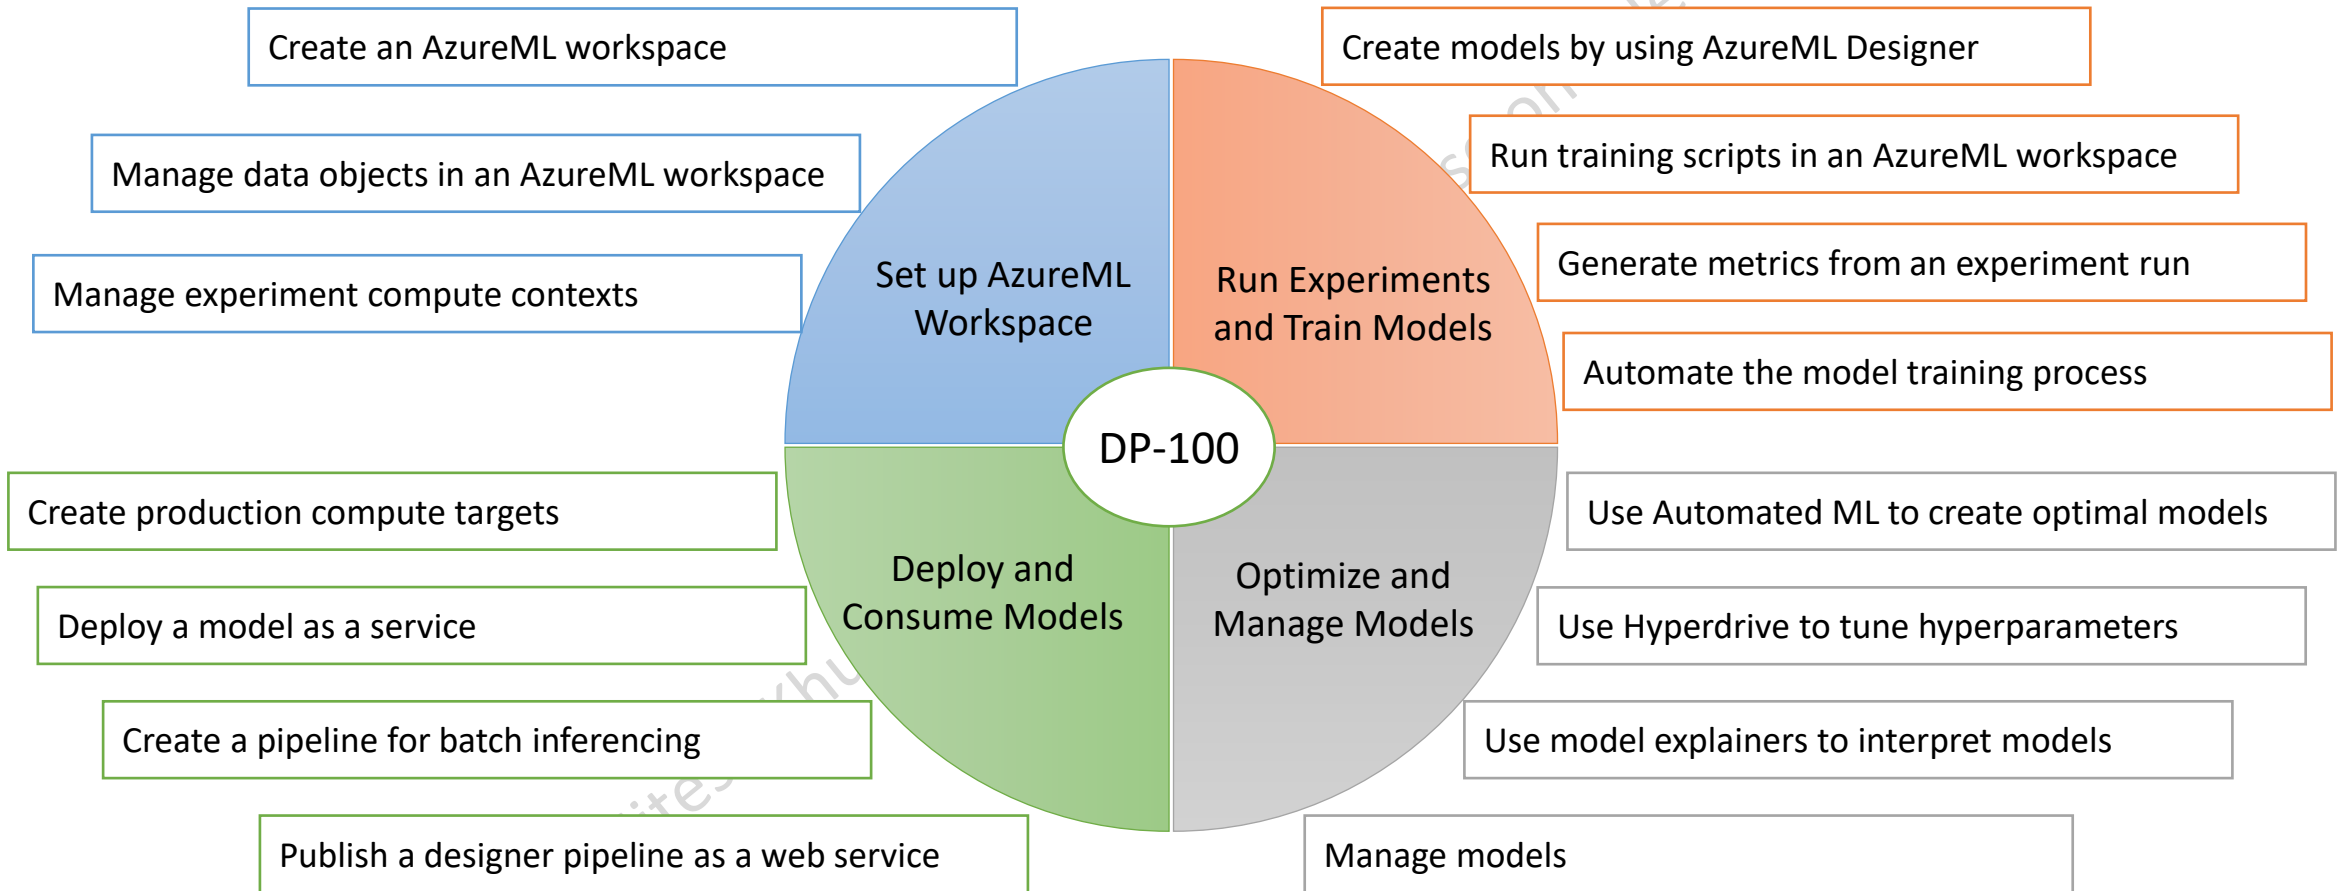 Create an AzureML workspace
Manage data objects in an AzureML workspace
Manage experiment compute contexts
Set up AzureML
Workspace
Create models by using AzureML Designer
Run training scripts in an AzureML workspace
Generate metrics from an experiment run
Automate the model training process
Run Experiments
and Train Models
DP-100
Create production compute targets
Deploy a model as a service
Create a pipeline for batch inferencing
Publish a designer pipeline as a web service
Deploy and
Consume Models
Optimize and
Manage Models
Use Automated ML to create optimal models
Use Hyperdrive to tune hyperparameters
Use model explainers to interpret models
Manage models